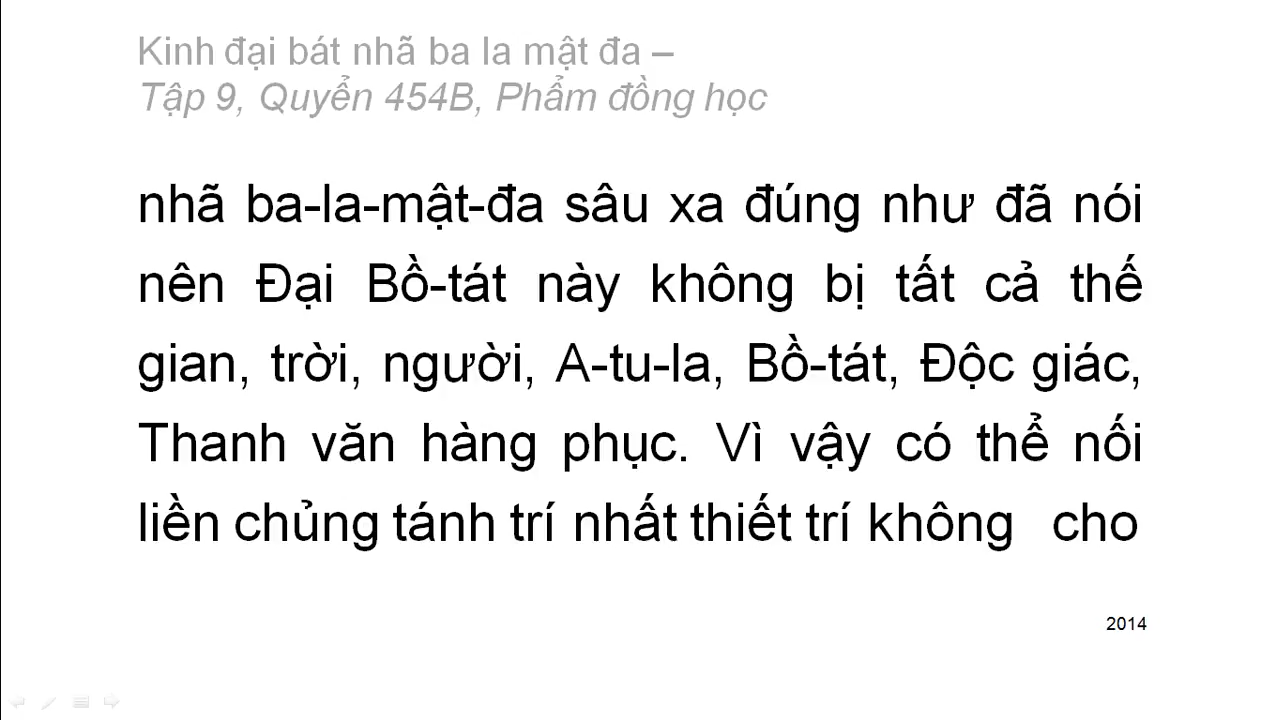 Kinh đại bát nhã ba la mật đa –
Tập 9, Quyển 454B, Phẩm đồng học
nhã ba-la-mật-đa sâu xa đúng như đã nói
nên Đại Bồ-tát này không bị tất cả thế
gian, trời, người, A-tu-la, Bồ-tát, Độc giác,
Thanh văn hàng phục. Vì vậy có thể nối
liền chủng tánh trí nhất thiết trí không cho
2014